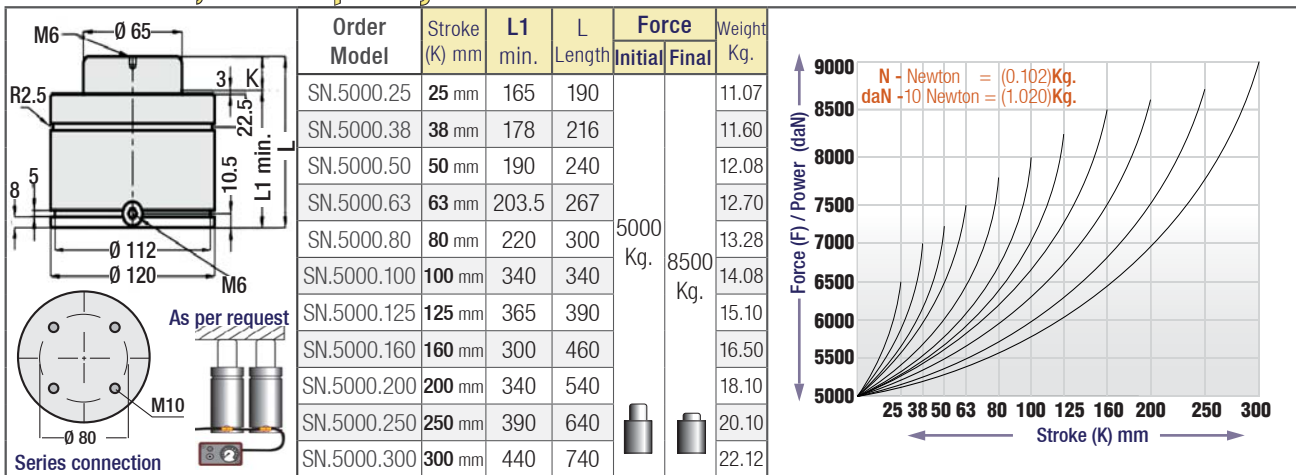 M6
Ø 65
3
K
R2.5
22.5
L1 min.
L
10.5
5
8
Ø 112
Ø 120
M6
As per request
M10
Ø 80
Series connection
Order Model
Stroke (K) mm
L1 min.
L Length
Force
Initial
Final
Weight Kg.
SN.5000.25 25 mm 165 190 11.07
SN.5000.38 38 mm 178 216 11.60
SN.5000.50 50 mm 190 240 12.08
SN.5000.63 63 mm 203.5 267 12.70
SN.5000.80 80 mm 220 300 13.28
SN.5000.100 100 mm 340 340 14.08
SN.5000.125 125 mm 365 390 15.10
SN.5000.160 160 mm 300 460 16.50
SN.5000.200 200 mm 340 540 18.10
SN.5000.250 250 mm 390 640 20.10
SN.5000.300 300 mm 440 740 22.12
5000 Kg.
8500 Kg.
Force (F) / Power (daN)
N - Newton = (0.102)Kg.
daN -10 Newton = (1.020)Kg.
9000
8500
8000
7500
7000
6500
6000
5500
5000
25 38 50 63 80 100 125 160 200 250 300
Stroke (K) mm